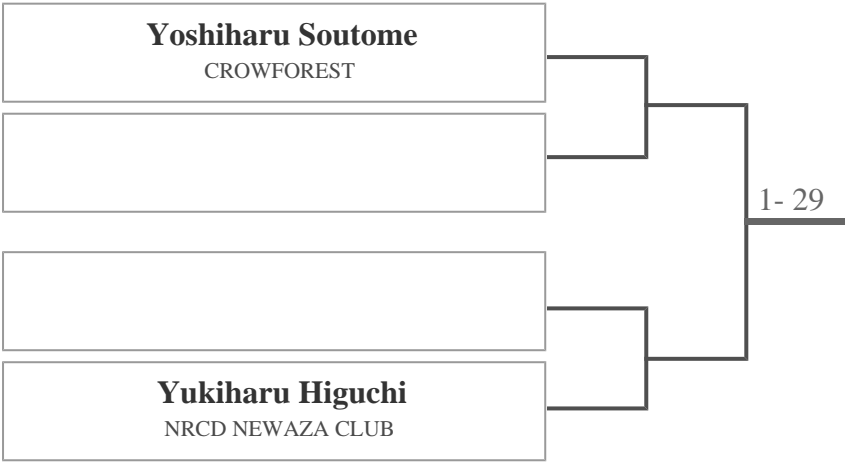 Yoshiharu Soutome
CROWFOREST
1- 29
Yukiharu Higuchi
NRCD NEWAZA CLUB